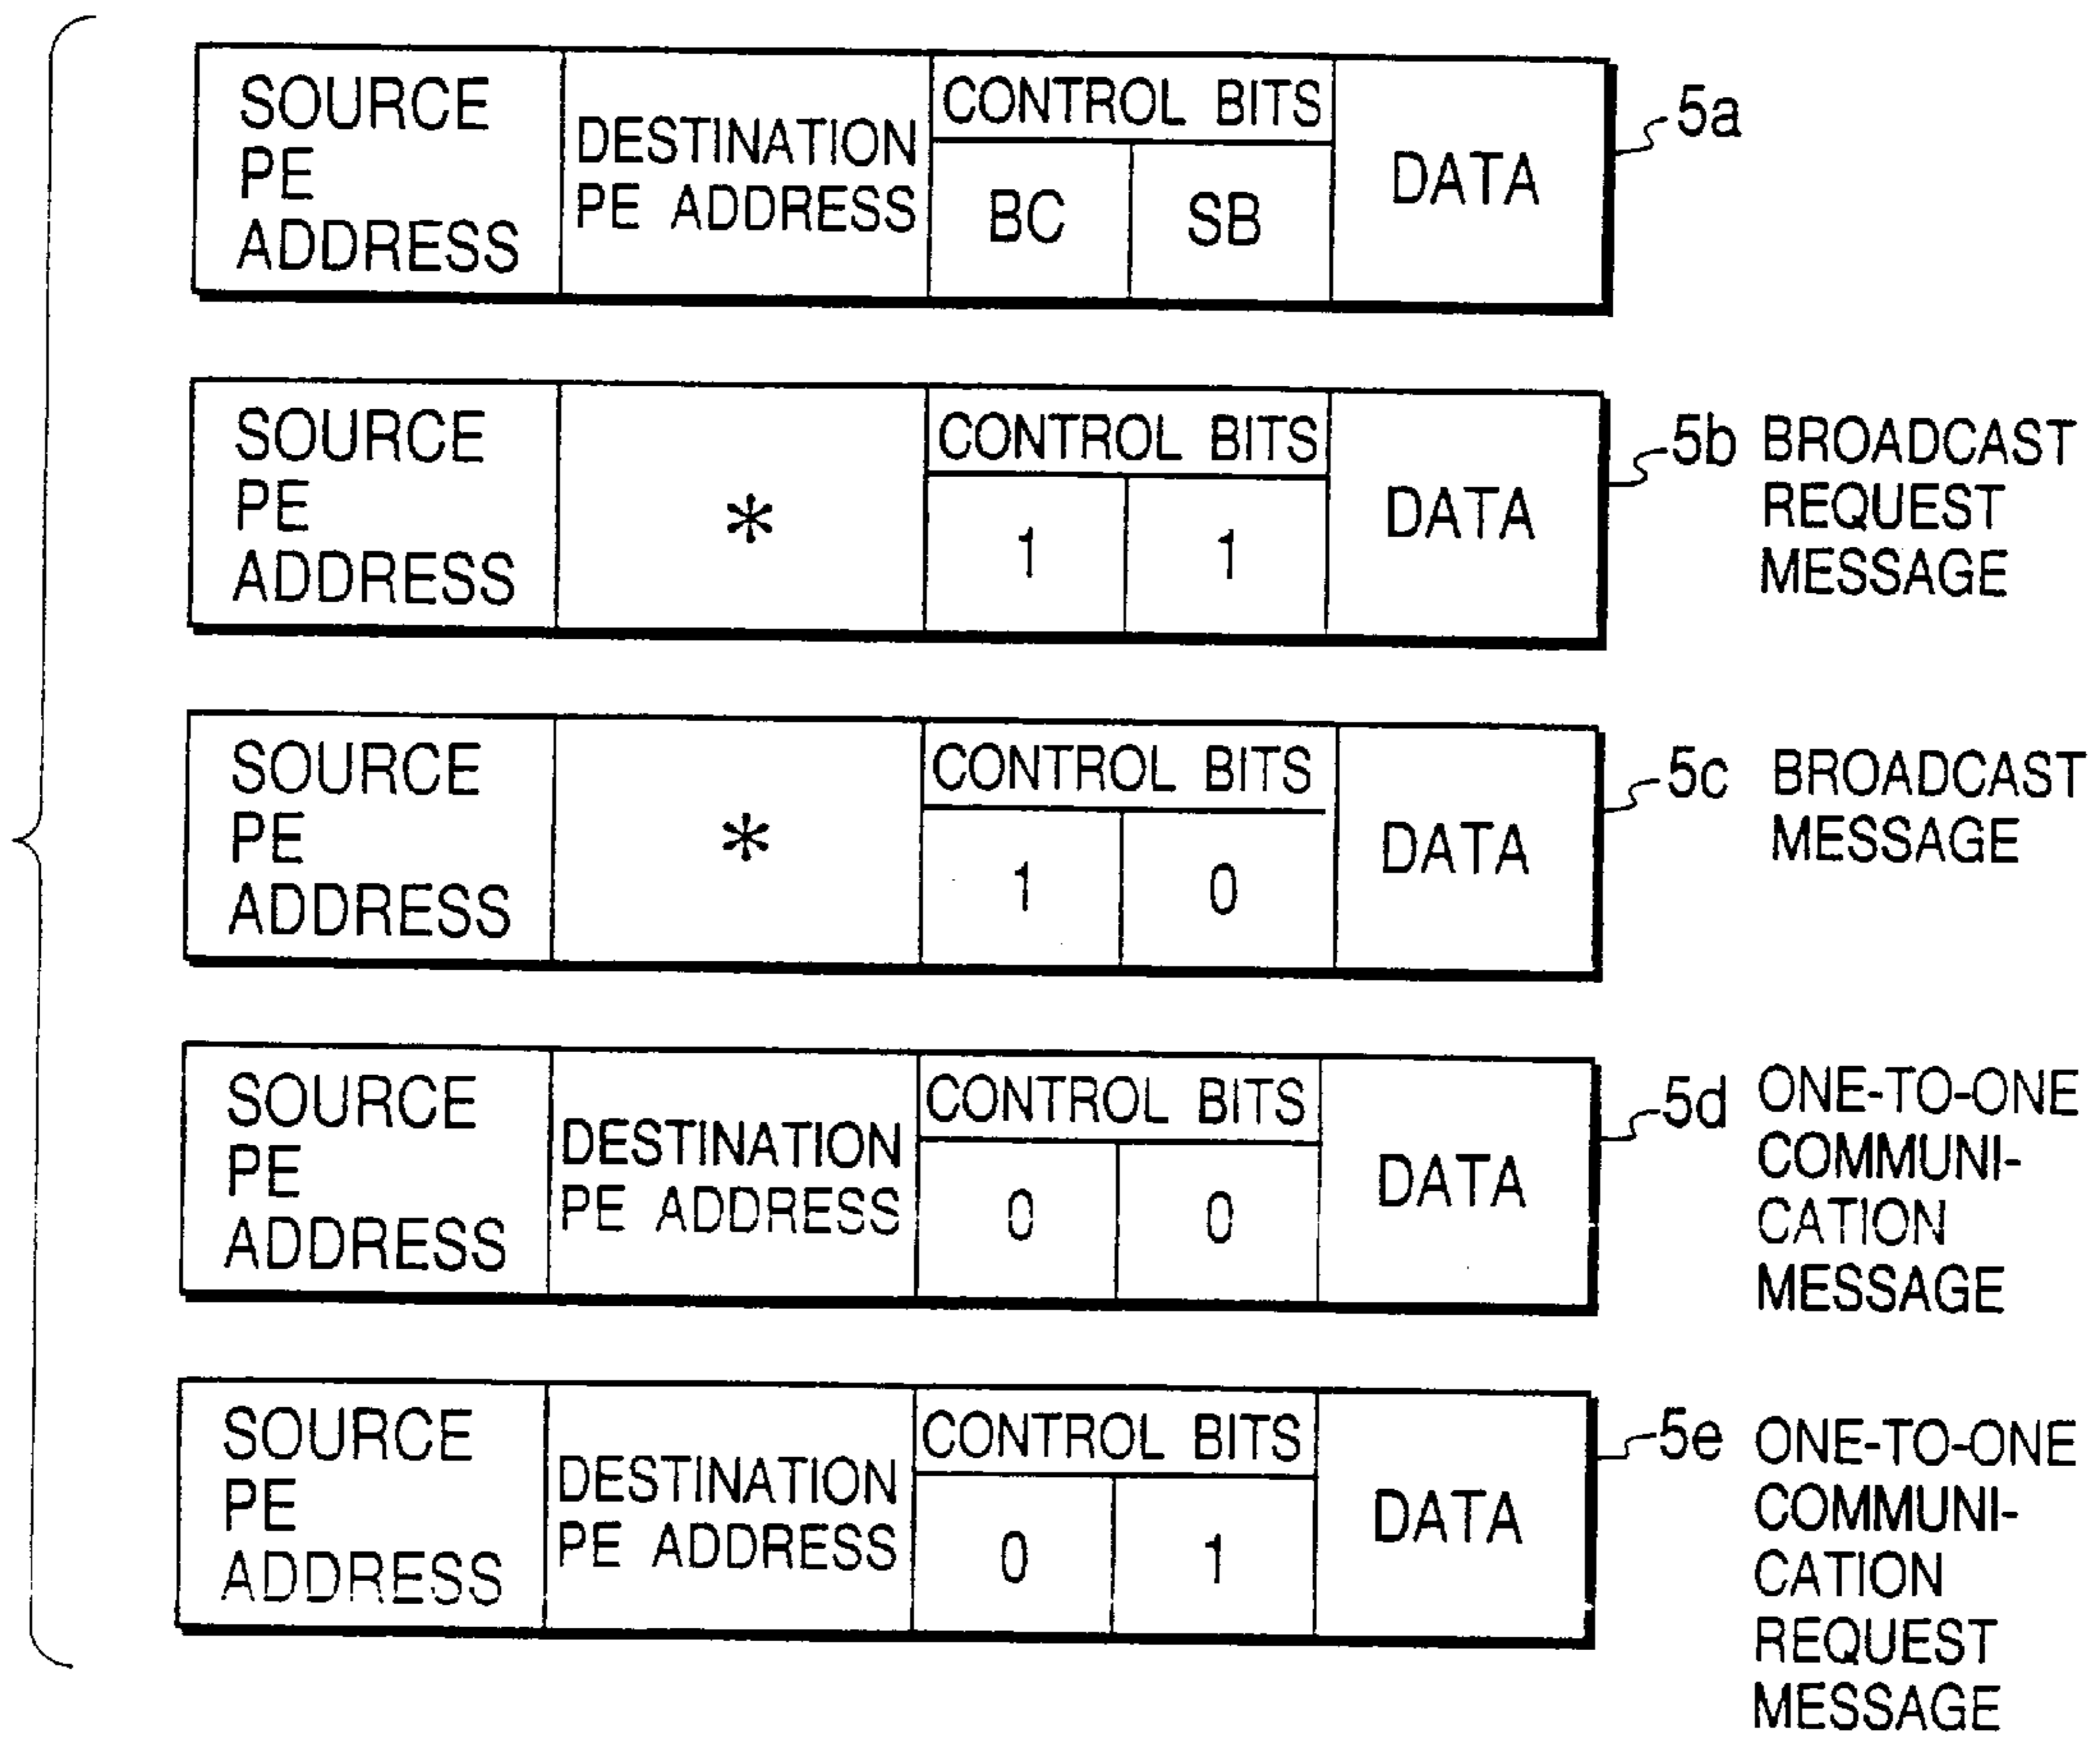 SOURCE
PE
ADDRESS
DESTINATION
PE ADDRESS
CONTROL BITS
BC
SB
DATA
5a
SOURCE
PE
ADDRESS
*
CONTROL BITS
1
1
DATA
5b
BROADCAST
REQUEST
MESSAGE
SOURCE
PE
ADDRESS
*
CONTROL BITS
1
0
DATA
5c
BROADCAST
MESSAGE
SOURCE
PE
ADDRESS
DESTINATION
PE ADDRESS
CONTROL BITS
0
0
DATA
5d
ONE-TO-ONE
COMMUNI-
CATION
MESSAGE
SOURCE
PE
ADDRESS
DESTINATION
PE ADDRESS
CONTROL BITS
0
1
DATA
5e
ONE-TO-ONE
COMMUNI-
CATION
REQUEST
MESSAGE